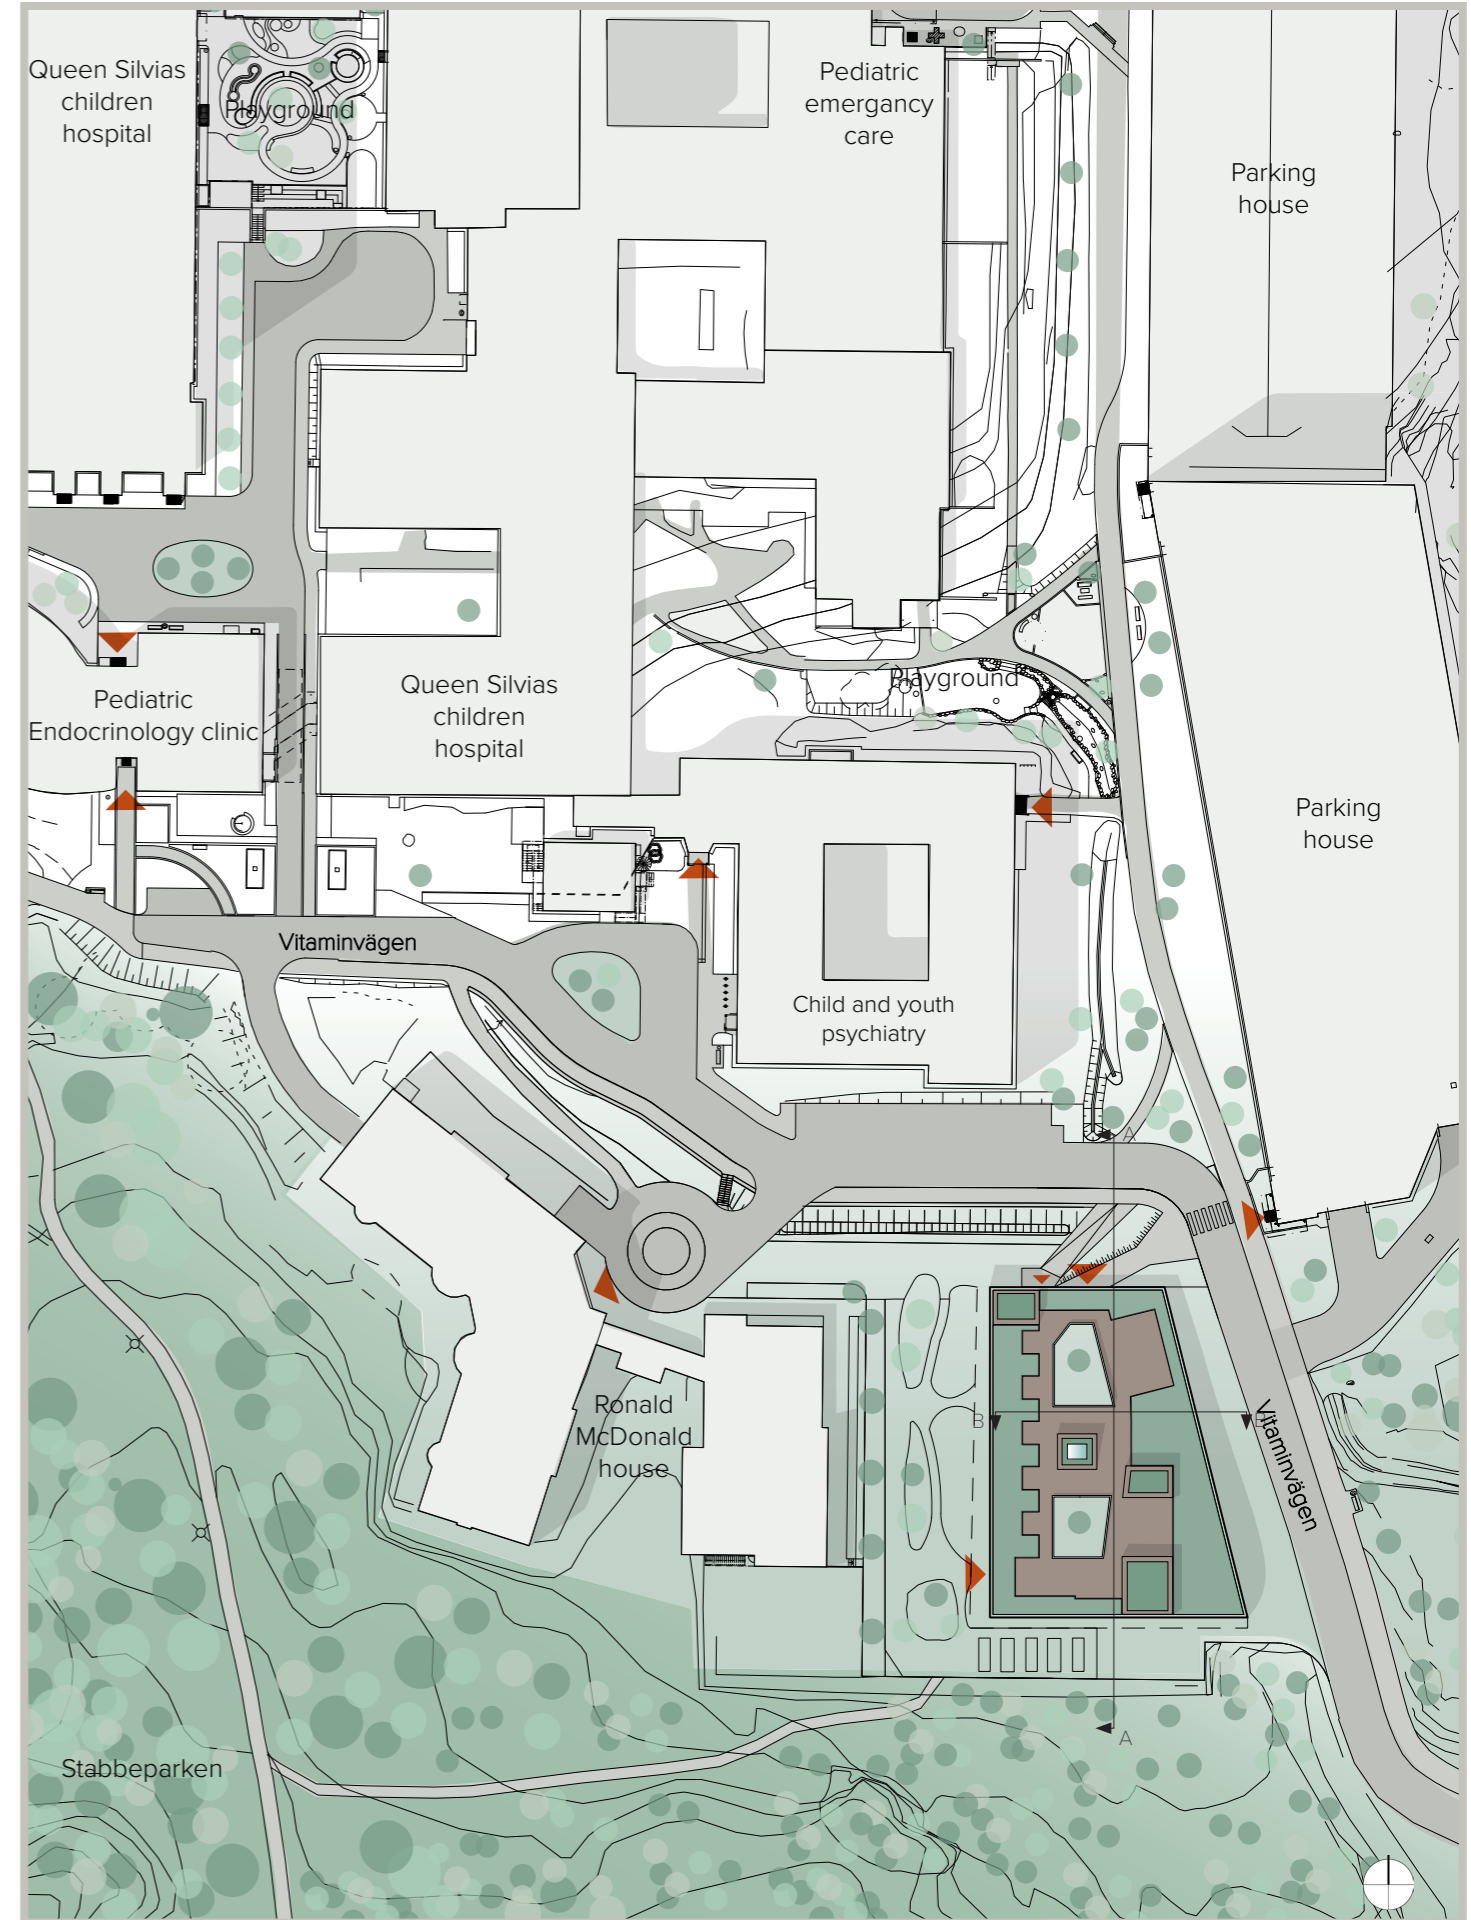 Queen Silvias
children
hospital
Playground
Pediatric
emergancy
care
Parking
house
Pediatric
Endocrinology clinic
Queen Silvias
children
hospital
Playground
Parking
house
Vitaminvägen
Child and youth
psychiatry
A
Ronald
McDonald
house
B
B
Vitaminvägen
A
Stabbeparken